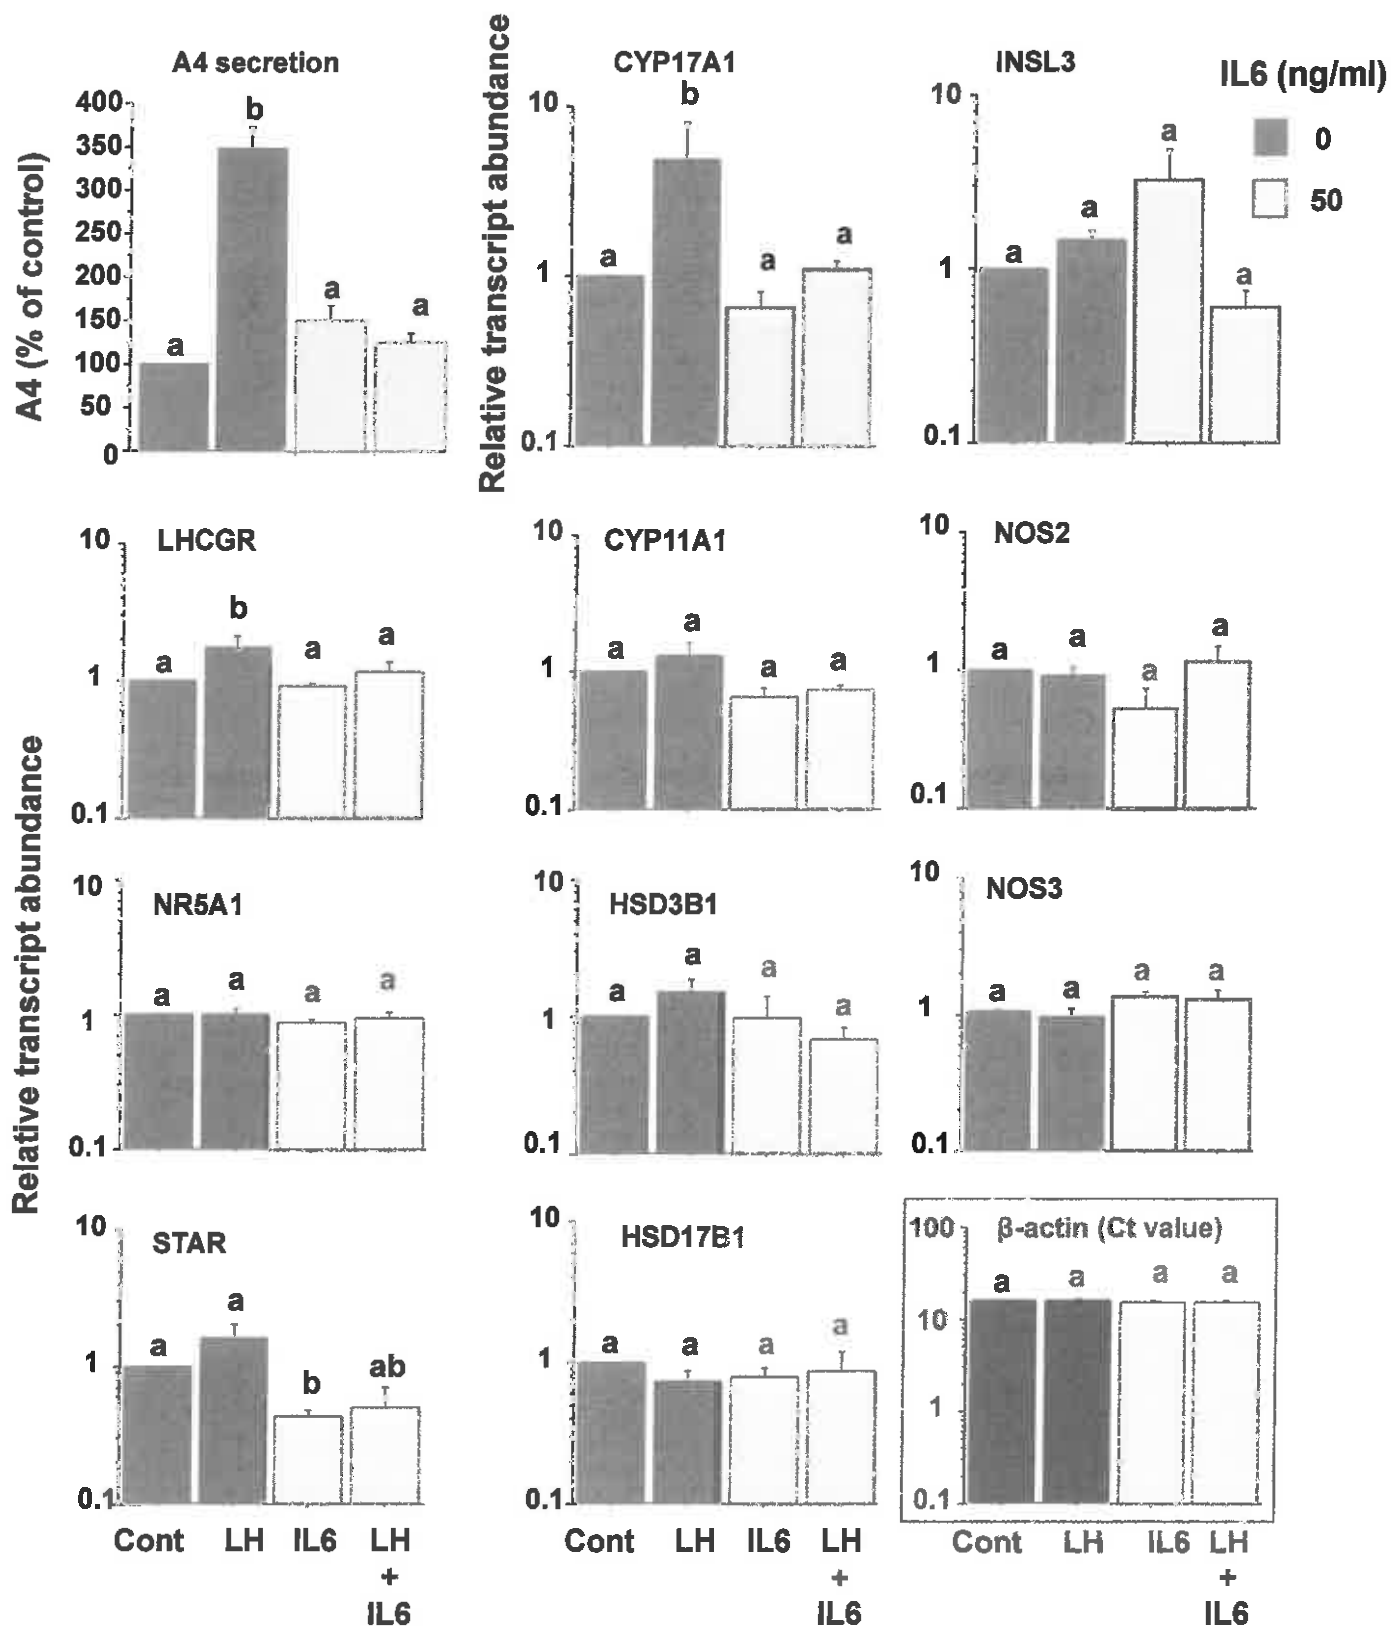 A4 secretion
A4 (% of control)
400
350
300
250
200
150
100
50
0
a
b
a
a
CYP17A1
Relative transcript abundance
10
1
0.1
a
b
a
a
INSL3
10
1
0.1
a
a
a
a
IL6 (ng/ml)
0
50
Relative transcript abundance
LHCGR
10
1
0.1
a
b
a
a
CYP11A1
10
1
0.1
a
a
a
a
NOS2
10
1
0.1
a
a
a
a
NR5A1
10
1
0.1
a
a
a
a
HSD3B1
10
1
0.1
a
a
a
a
NOS3
10
1
0.1
a
a
a
a
STAR
10
1
0.1
a
a
b
ab
Cont LH IL6 LH
+
IL6
HSD17B1
10
1
0.1
a
a
a
a
Cont LH IL6 LH
+
IL6
β-actin (Ct value)
100
10
1
0.1
a
a
a
a
Cont LH IL6 LH
+
IL6